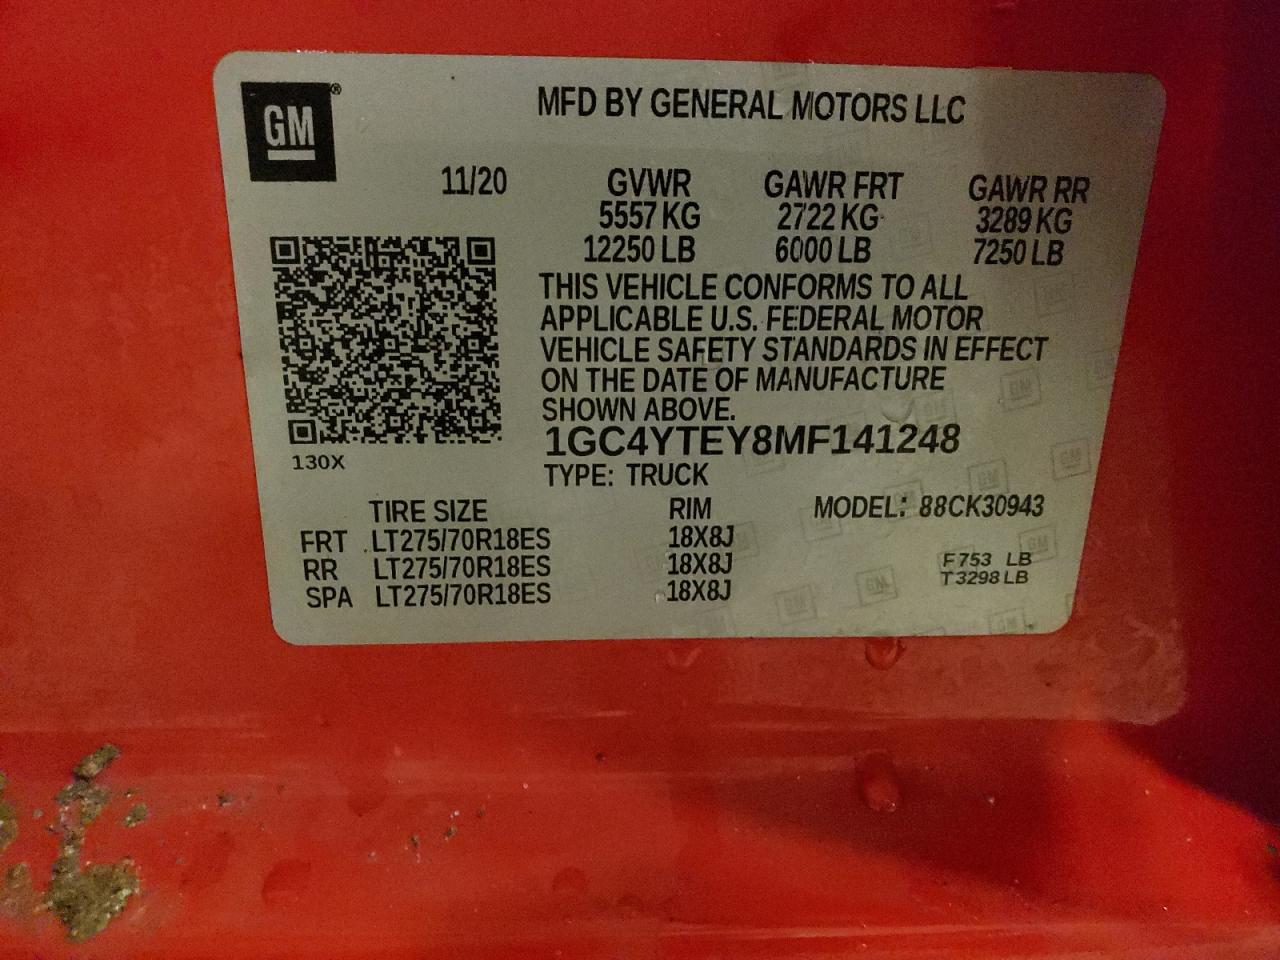 GM®
MFD BY GENERAL MOTORS LLC
11/20 GVWR GAWR FRT GAWR RR
5557 KG 2722 KG 3289 KG
12250 LB 6000 LB 7250 LB
THIS VEHICLE CONFORMS TO ALL
APPLICABLE U.S. FEDERAL MOTOR
VEHICLE SAFETY STANDARDS IN EFFECT
ON THE DATE OF MANUFACTURE
SHOWN ABOVE.
1GC4YTEY8MF141248
130X
TYPE: TRUCK
TIRE SIZE RIM MODEL: 88CK30943
FRT LT275/70R18ES 18X8J
RR LT275/70R18ES 18X8J
SPA LT275/70R18ES 18X8J
F 753 LB
T 3298 LB